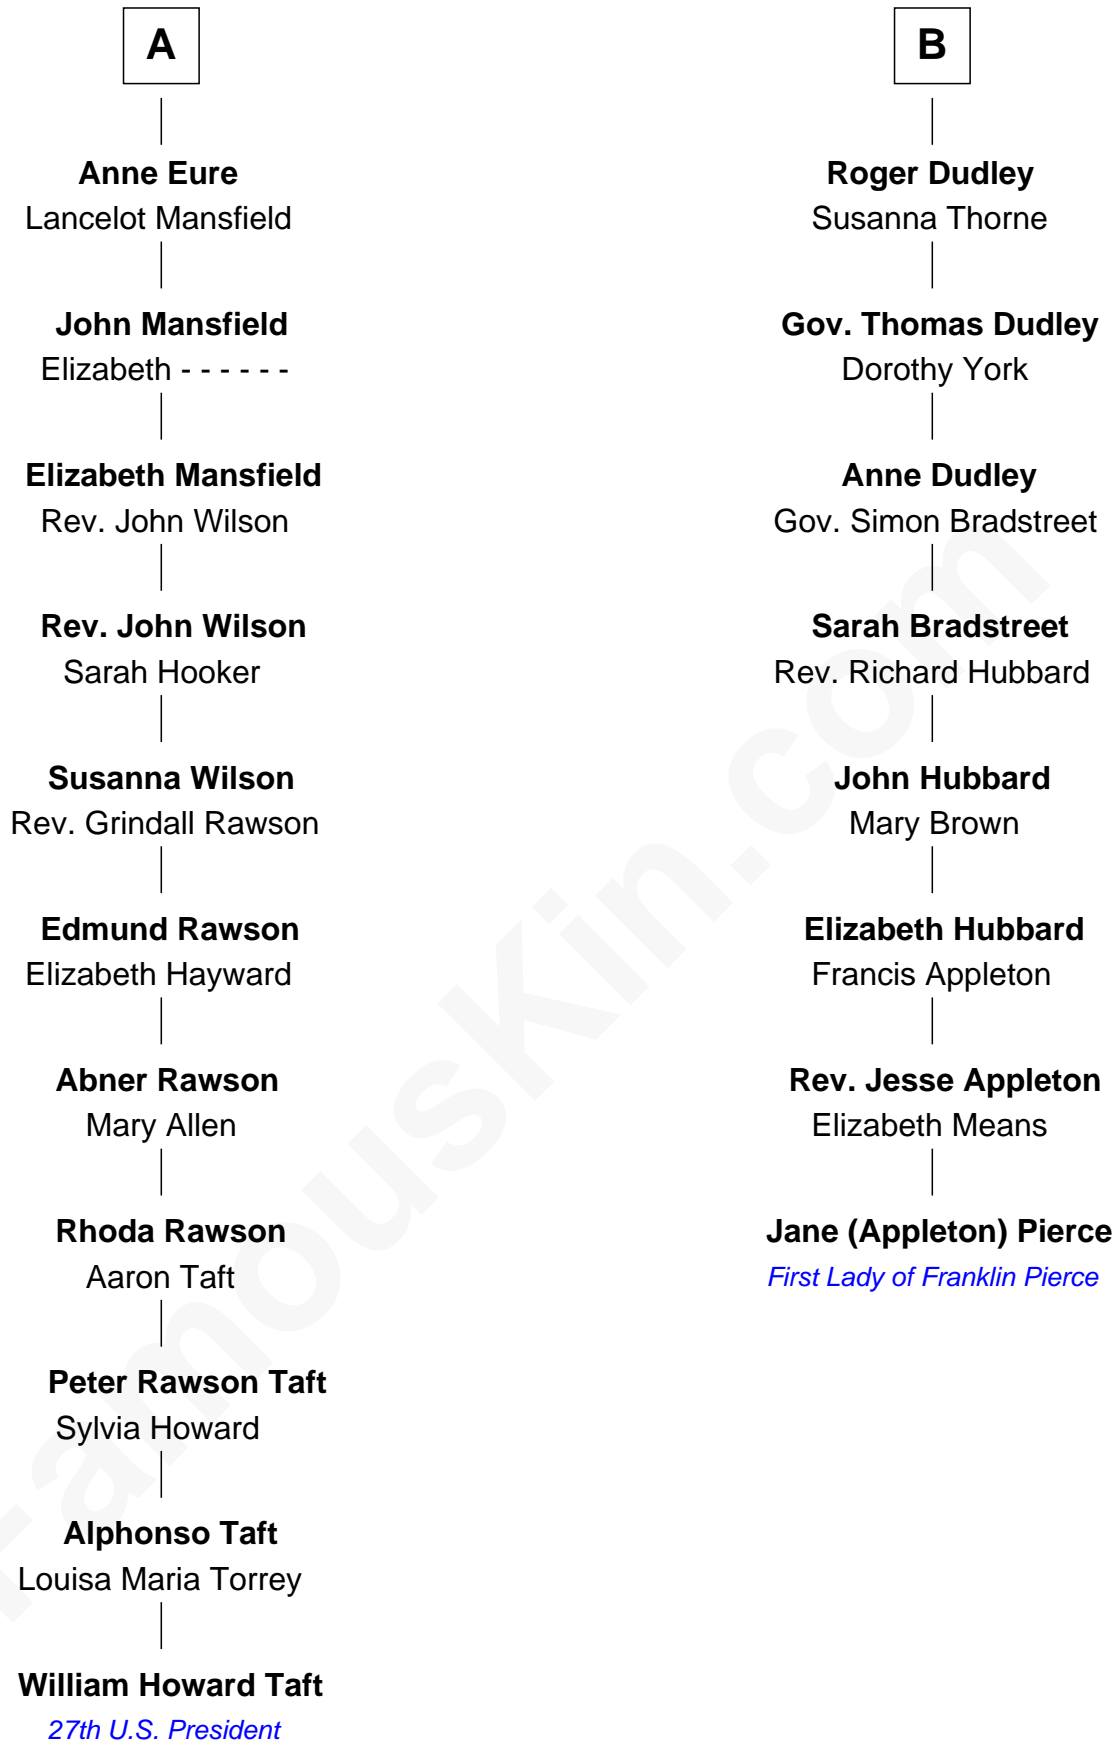 A
Anne Eure
Lancelot Mansfield
John Mansfield
Elizabeth - - - - - -
Elizabeth Mansfield
Rev. John Wilson
Rev. John Wilson
Sarah Hooker
Susanna Wilson
Rev. Grindall Rawson
Edmund Rawson
Elizabeth Hayward
Abner Rawson
Mary Allen
Rhoda Rawson
Aaron Taft
Peter Rawson Taft
Sylvia Howard
Alphonso Taft
Louisa Maria Torrey
William Howard Taft
27th U.S. President
B
Roger Dudley
Susanna Thorne
Gov. Thomas Dudley
Dorothy York
Anne Dudley
Gov. Simon Bradstreet
Sarah Bradstreet
Rev. Richard Hubbard
John Hubbard
Mary Brown
Elizabeth Hubbard
Francis Appleton
Rev. Jesse Appleton
Elizabeth Means
Jane (Appleton) Pierce
First Lady of Franklin Pierce
FamousKin.com